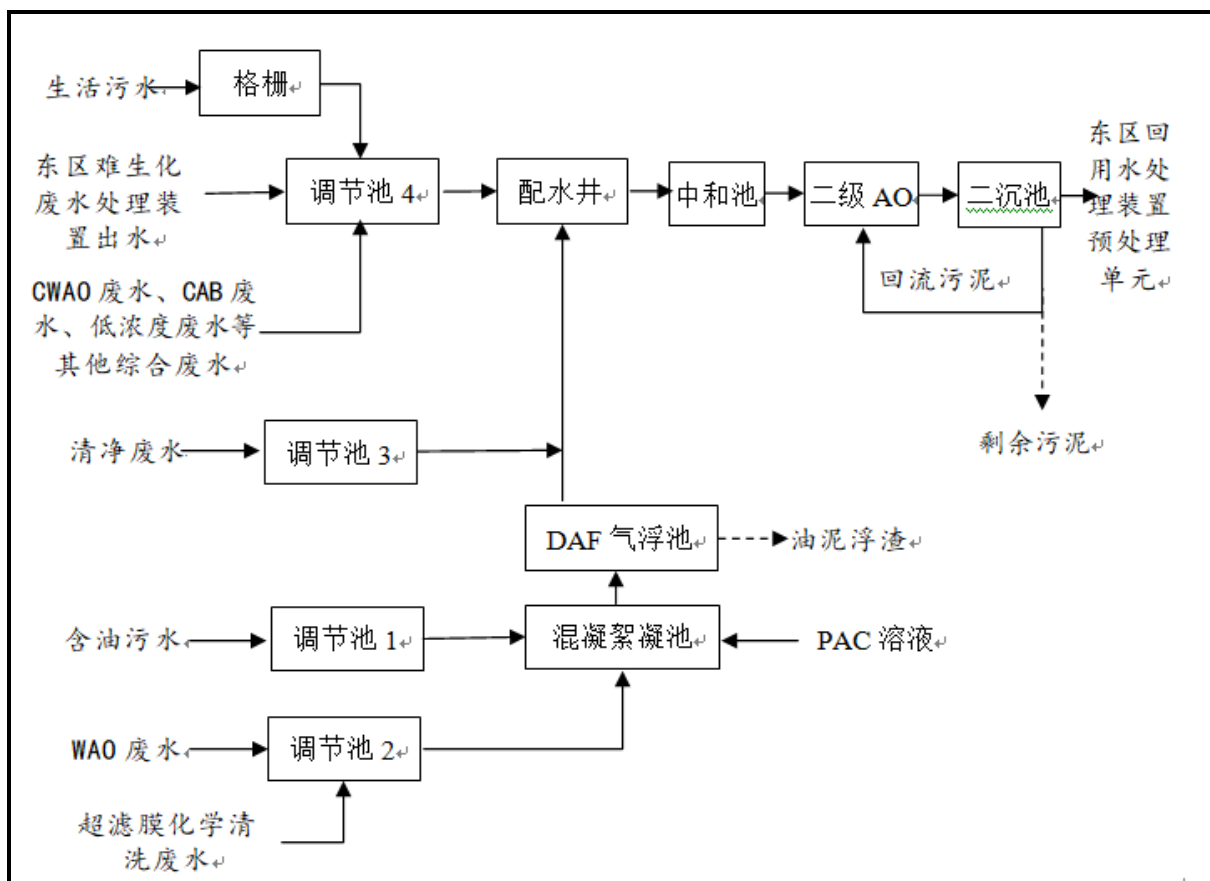 生活污水
格栅
东区难生化
废水处理装
置出水
调节池 4
配水井
中和池
二级 AO
二沉池
东区回
用水处
理装置
预处理
单元
回流污泥
CWAO 废水、CAB 废
水、低浓度废水等
其他综合废水
剩余污泥
清净废水
调节池 3
DAF 气浮池
油泥浮渣
含油污水
调节池 1
混凝絮凝池
PAC 溶液
WAO 废水
调节池 2
超滤膜化学清
洗废水